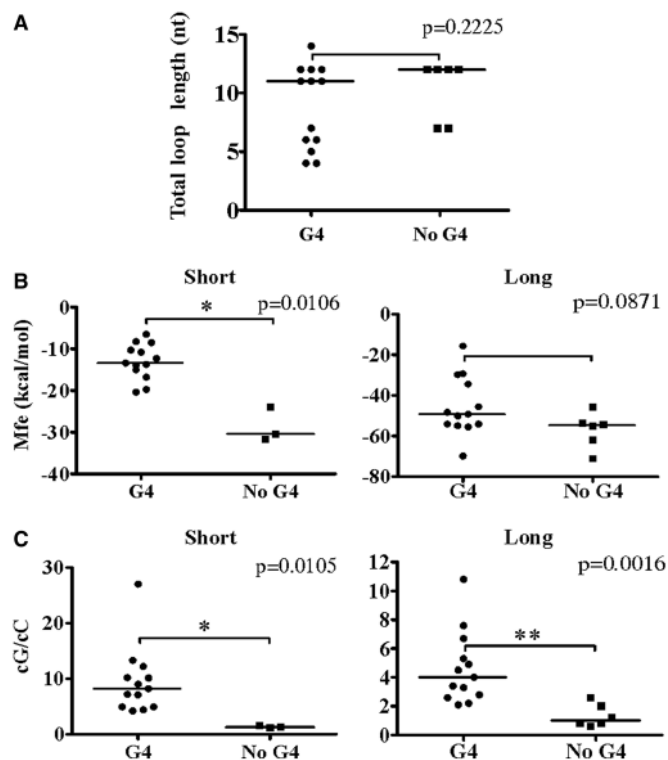 A
p=0.2225
Total loop length (nt)
15
10
5
0
G4 No G4
B
Short Long
p=0.0106 p=0.0871
*
Mfe (kcal/mol)
0
-10
-20
-30
-40
G4 No G4
-20
-40
-60
-80
G4 No G4
C
Short Long
p=0.0105 p=0.0016
* **
cG/cC
30
20
10
0
G4 No G4
12
10
8
6
4
2
0
G4 No G4